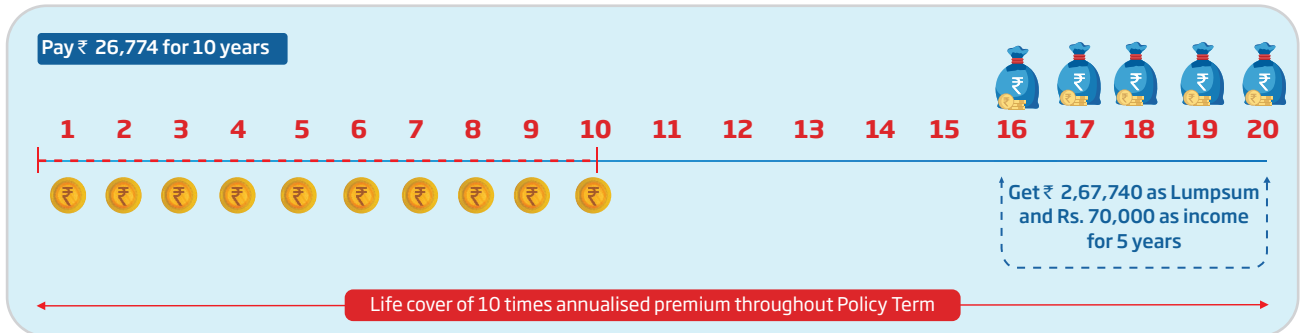 Pay ₹ 26,774 for 10 years
1 2 3 4 5 6 7 8 9 10 11 12 13 14 15 16 17 18 19 20
Get ₹ 2,67,740 as Lumpsum
and Rs. 70,000 as income
for 5 years
Life cover of 10 times annualised premium throughout Policy Term